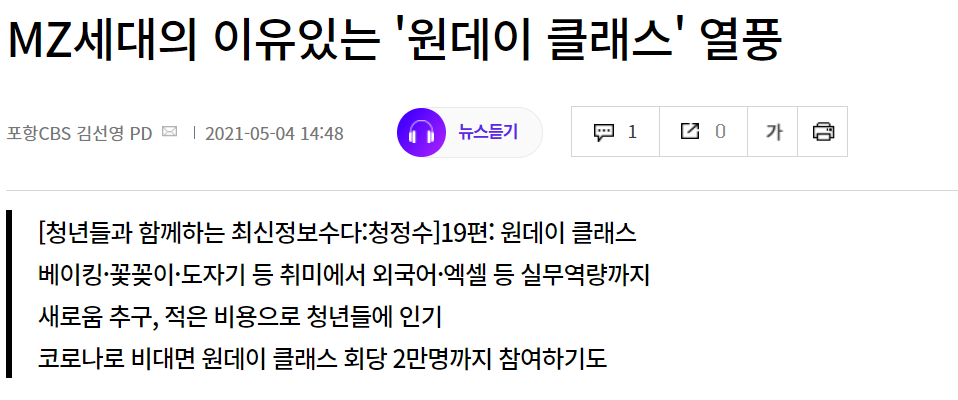 MZ세대의 이유있는 '원데이 클래스' 열풍
포항CBS 김선영 PD | 2021-05-04 14:48 뉴스듣기 1 0 가
[청년들과 함께하는 최신정보수다:청정수]19편: 원데이 클래스
베이킹·꽃꽂이·도자기 등 취미에서 외국어·엑셀 등 실무역량까지
새로움 추구, 적은 비용으로 청년들에 인기
코로나로 비대면 원데이 클래스 회당 2만명까지 참여하기도